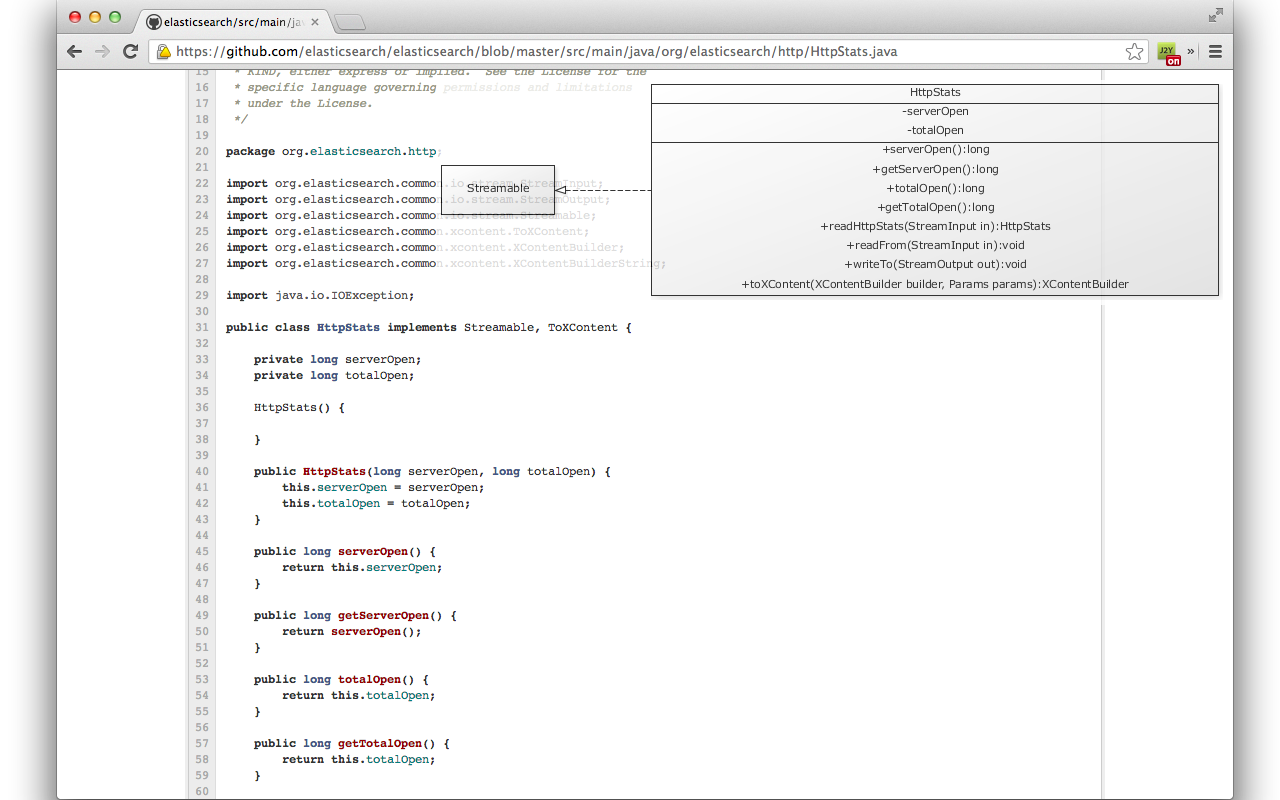 elasticsearch/src/main/jav
https://github.com/elasticsearch/elasticsearch/blob/master/src/main/java/org/elasticsearch/http/HttpStats.java
J2Y
on
»
15 * KIND, either express or implied.  See the License for the
16 * specific language governing permissions and limitations
17 * under the License.
18 */
19
20 package org.elasticsearch.http;
21
22 import org.elasticsearch.common.io.stream.StreamInput;
23 import org.elasticsearch.common.io.stream.StreamOutput;
24 import org.elasticsearch.common.io.stream.Streamable;
25 import org.elasticsearch.common.xcontent.ToXContent;
26 import org.elasticsearch.common.xcontent.XContentBuilder;
27 import org.elasticsearch.common.xcontent.XContentBuilderString;
28
29 import java.io.IOException;
30
31 public class HttpStats implements Streamable, ToXContent {
32
33     private long serverOpen;
34     private long totalOpen;
35
36     HttpStats() {
37
38     }
39
40     public HttpStats(long serverOpen, long totalOpen) {
41         this.serverOpen = serverOpen;
42         this.totalOpen = totalOpen;
43     }
44
45     public long serverOpen() {
46         return this.serverOpen;
47     }
48
49     public long getServerOpen() {
50         return serverOpen();
51     }
52
53     public long totalOpen() {
54         return this.totalOpen;
55     }
56
57     public long getTotalOpen() {
58         return this.totalOpen;
59     }
60
Streamable
HttpStats
-serverOpen
-totalOpen
+serverOpen():long
+getServerOpen():long
+totalOpen():long
+getTotalOpen():long
+readHttpStats(StreamInput in):HttpStats
+readFrom(StreamInput in):void
+writeTo(StreamOutput out):void
+toXContent(XContentBuilder builder, Params params):XContentBuilder